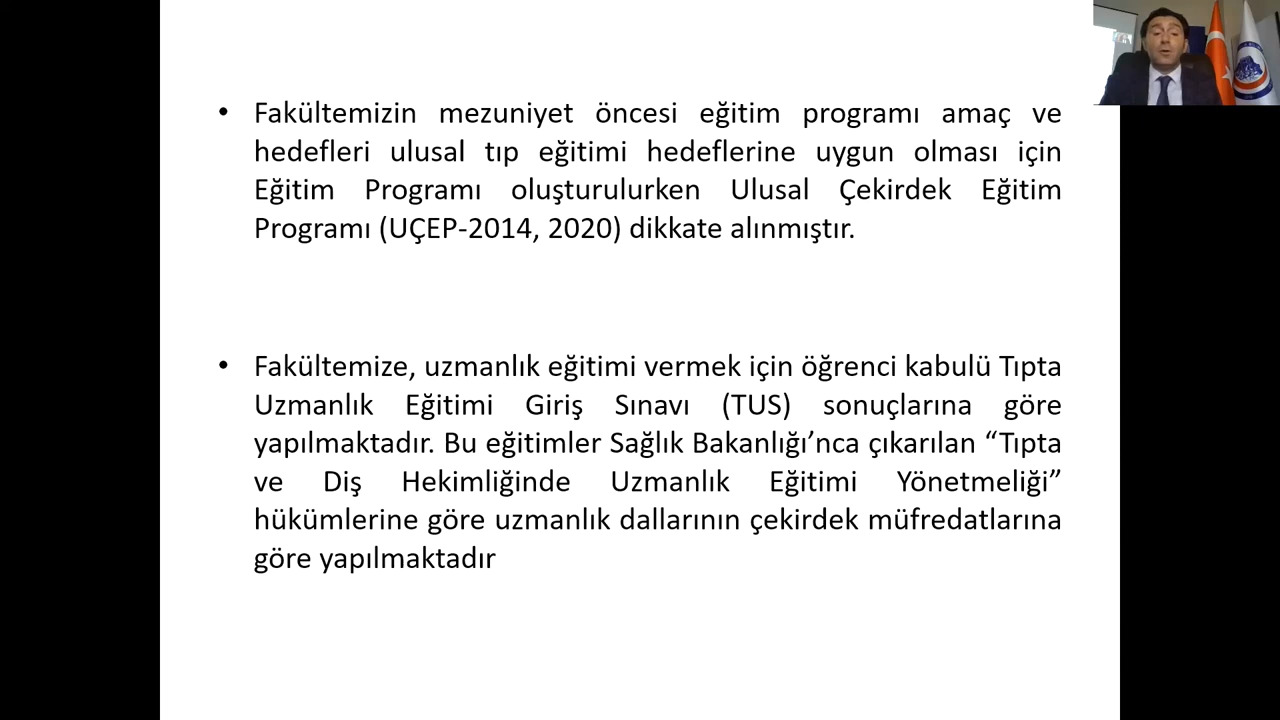 • Fakültemizin mezuniyet öncesi eğitim programı amaç ve
hedefleri ulusal tıp eğitimi hedeflerine uygun olması için
Eğitim Programı oluşturulurken Ulusal Çekirdek Eğitim
Programı (UÇEP-2014, 2020) dikkate alınmıştır.
• Fakültemize, uzmanlık eğitimi vermek için öğrenci kabulü Tıpta
Uzmanlık Eğitimi Giriş Sınavı (TUS) sonuçlarına göre
yapılmaktadır. Bu eğitimler Sağlık Bakanlığı’nca çıkarılan “Tıpta
ve Diş Hekimliğinde Uzmanlık Eğitimi Yönetmeliği”
hükümlerine göre uzmanlık dallarının çekirdek müfredatlarına
göre yapılmaktadır